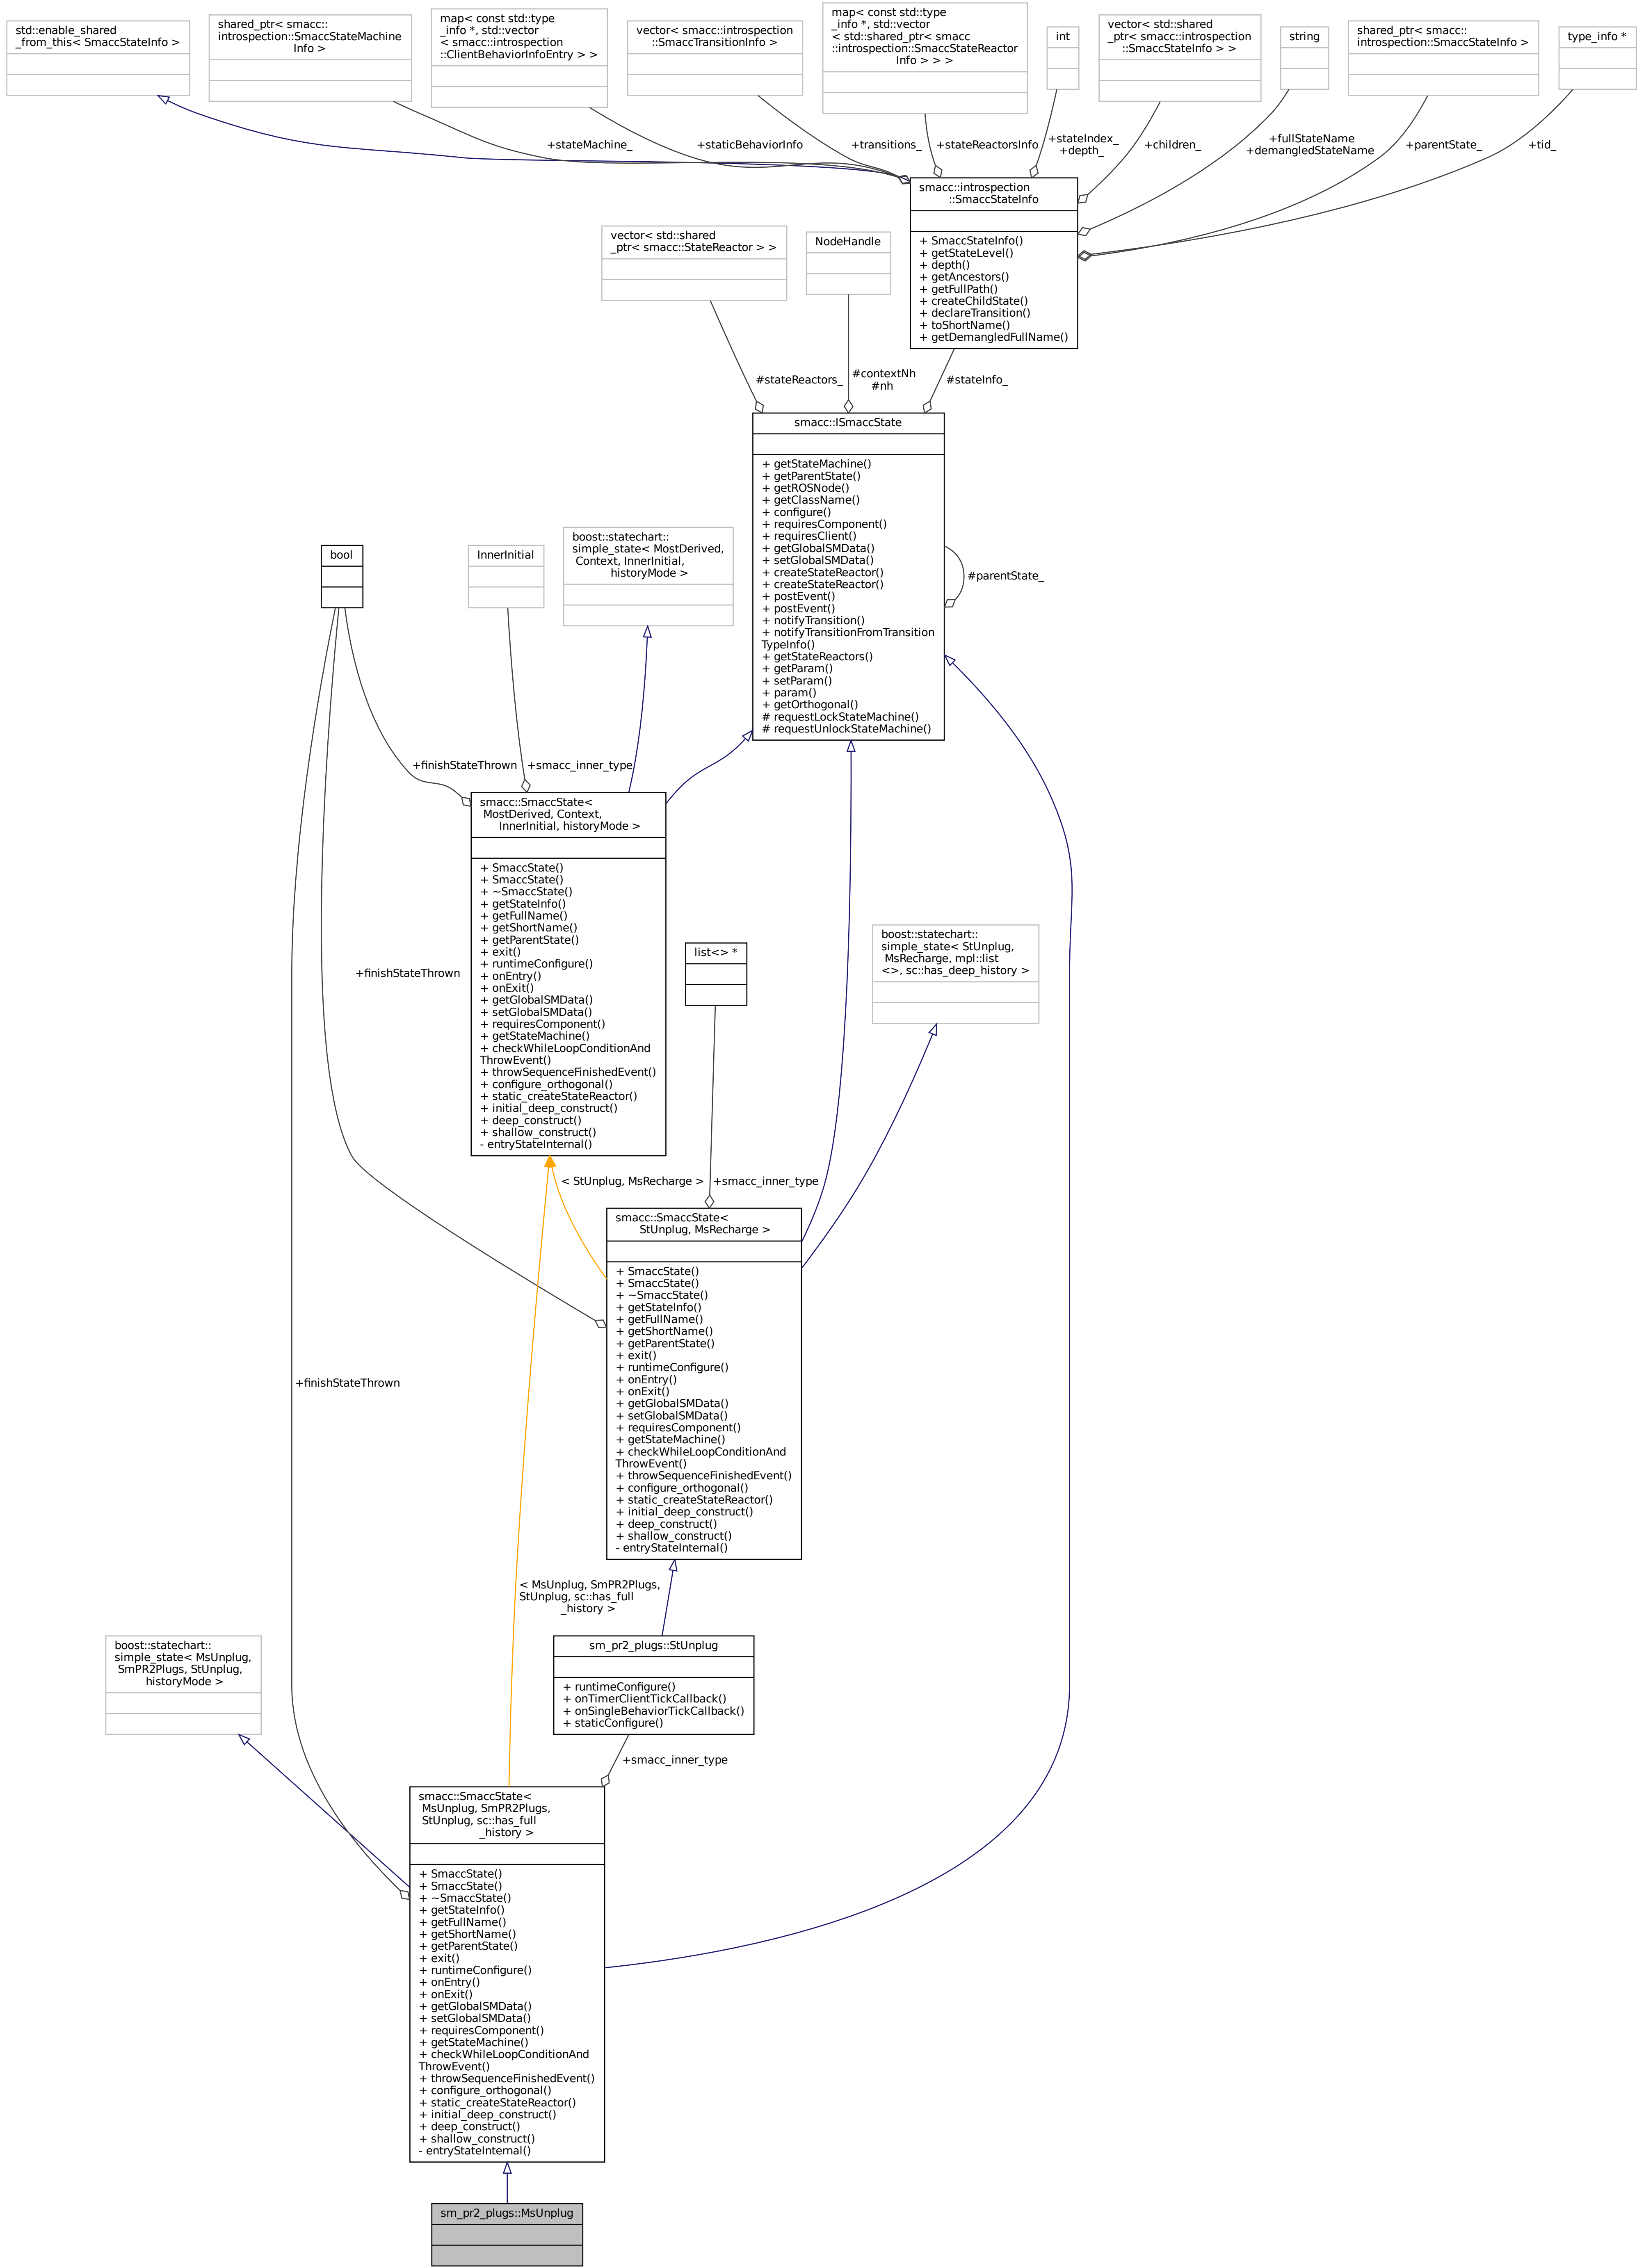 std::enable_shared
_from_this< SmaccStateInfo >
shared_ptr< smacc::
introspection::SmaccStateMachine
Info >
map< const std::type
_info *, std::vector
< smacc::introspection
::ClientBehaviorInfoEntry > >
vector< smacc::introspection
::SmaccTransitionInfo >
map< const std::type
_info *, std::vector
< std::shared_ptr< smacc
::introspection::SmaccStateReactor
Info > > >
int
vector< std::shared
_ptr< smacc::introspection
::SmaccStateInfo > >
string
shared_ptr< smacc::
introspection::SmaccStateInfo >
type_info *
+stateMachine_
+staticBehaviorInfo
+transitions_
+stateReactorsInfo
+stateIndex_
+depth_
+children_
+fullStateName
+demangledStateName
+parentState_
+tid_
smacc::introspection
::SmaccStateInfo
+ SmaccStateInfo()
+ getStateLevel()
+ depth()
+ getAncestors()
+ getFullPath()
+ createChildState()
+ declareTransition()
+ toShortName()
+ getDemangledFullName()
vector< std::shared
_ptr< smacc::StateReactor > >
NodeHandle
#stateReactors_
#contextNh
#nh
#stateInfo_
smacc::ISmaccState
+ getStateMachine()
+ getParentState()
+ getROSNode()
+ getClassName()
+ configure()
+ requiresComponent()
+ requiresClient()
+ getGlobalSMData()
+ setGlobalSMData()
+ createStateReactor()
+ createStateReactor()
+ postEvent()
+ postEvent()
+ notifyTransition()
+ notifyTransitionFromTransition
TypeInfo()
+ getStateReactors()
+ getParam()
+ setParam()
+ param()
+ getOrthogonal()
# requestLockStateMachine()
# requestUnlockStateMachine()
#parentState_
bool
InnerInitial
boost::statechart::
simple_state< MostDerived,
Context, InnerInitial,
historyMode >
+finishStateThrown
+smacc_inner_type
smacc::SmaccState<
MostDerived, Context,
InnerInitial, historyMode >
+ SmaccState()
+ SmaccState()
+ ~SmaccState()
+ getStateInfo()
+ getFullName()
+ getShortName()
+ getParentState()
+ exit()
+ runtimeConfigure()
+ onEntry()
+ onExit()
+ getGlobalSMData()
+ setGlobalSMData()
+ requiresComponent()
+ getStateMachine()
+ checkWhileLoopConditionAnd
ThrowEvent()
+ throwSequenceFinishedEvent()
+ configure_orthogonal()
+ static_createStateReactor()
+ initial_deep_construct()
+ deep_construct()
+ shallow_construct()
- entryStateInternal()
+finishStateThrown
list<> *
boost::statechart::
simple_state< StUnplug,
MsRecharge, mpl::list
<>, sc::has_deep_history >
< StUnplug, MsRecharge >
+smacc_inner_type
smacc::SmaccState<
StUnplug, MsRecharge >
+ SmaccState()
+ SmaccState()
+ ~SmaccState()
+ getStateInfo()
+ getFullName()
+ getShortName()
+ getParentState()
+ exit()
+ runtimeConfigure()
+ onEntry()
+ onExit()
+ getGlobalSMData()
+ setGlobalSMData()
+ requiresComponent()
+ getStateMachine()
+ checkWhileLoopConditionAnd
ThrowEvent()
+ throwSequenceFinishedEvent()
+ configure_orthogonal()
+ static_createStateReactor()
+ initial_deep_construct()
+ deep_construct()
+ shallow_construct()
- entryStateInternal()
+finishStateThrown
< MsUnplug, SmPR2Plugs,
StUnplug, sc::has_full
_history >
boost::statechart::
simple_state< MsUnplug,
SmPR2Plugs, StUnplug,
historyMode >
sm_pr2_plugs::StUnplug
+ runtimeConfigure()
+ onTimerClientTickCallback()
+ onSingleBehaviorTickCallback()
+ staticConfigure()
+smacc_inner_type
smacc::SmaccState<
MsUnplug, SmPR2Plugs,
StUnplug, sc::has_full
_history >
+ SmaccState()
+ SmaccState()
+ ~SmaccState()
+ getStateInfo()
+ getFullName()
+ getShortName()
+ getParentState()
+ exit()
+ runtimeConfigure()
+ onEntry()
+ onExit()
+ getGlobalSMData()
+ setGlobalSMData()
+ requiresComponent()
+ getStateMachine()
+ checkWhileLoopConditionAnd
ThrowEvent()
+ throwSequenceFinishedEvent()
+ configure_orthogonal()
+ static_createStateReactor()
+ initial_deep_construct()
+ deep_construct()
+ shallow_construct()
- entryStateInternal()
sm_pr2_plugs::MsUnplug